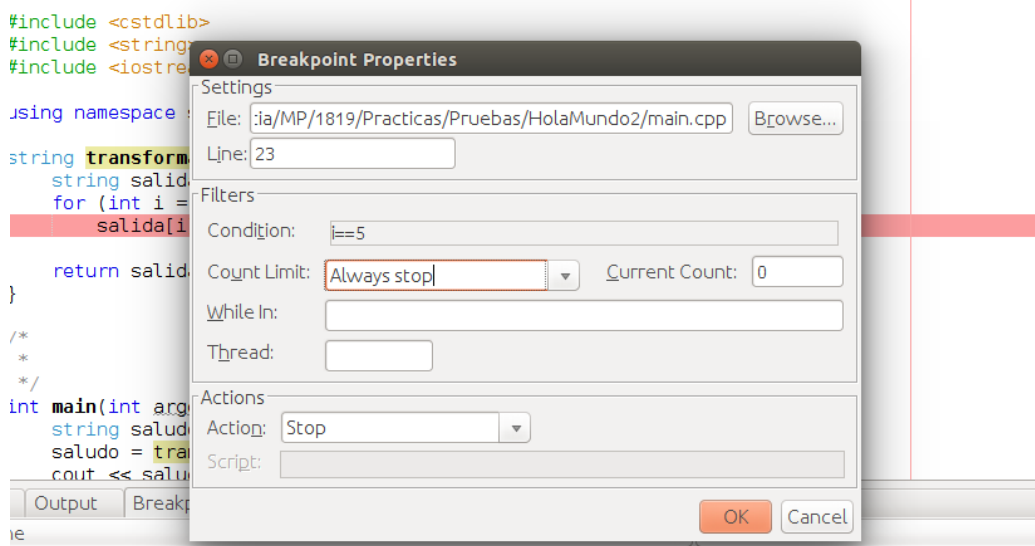 #include <cstdlib>
#include <string>
#include <iostre
using namespace
string transform
string salid
for (int i =
salida[i
return salid
}
/*
*
*/
int main(int arg
string salud
saludo = tra
cout << salu
Output Breakp
Breakpoint Properties
Settings
File: :ia/MP/1819/Practicas/Pruebas/HolaMundo2/main.cpp Browse...
Line: 23
Filters
Condition: i==5
Count Limit: Always stop Current Count: 0
While In:
Thread:
Actions
Action: Stop
Script:
OK Cancel